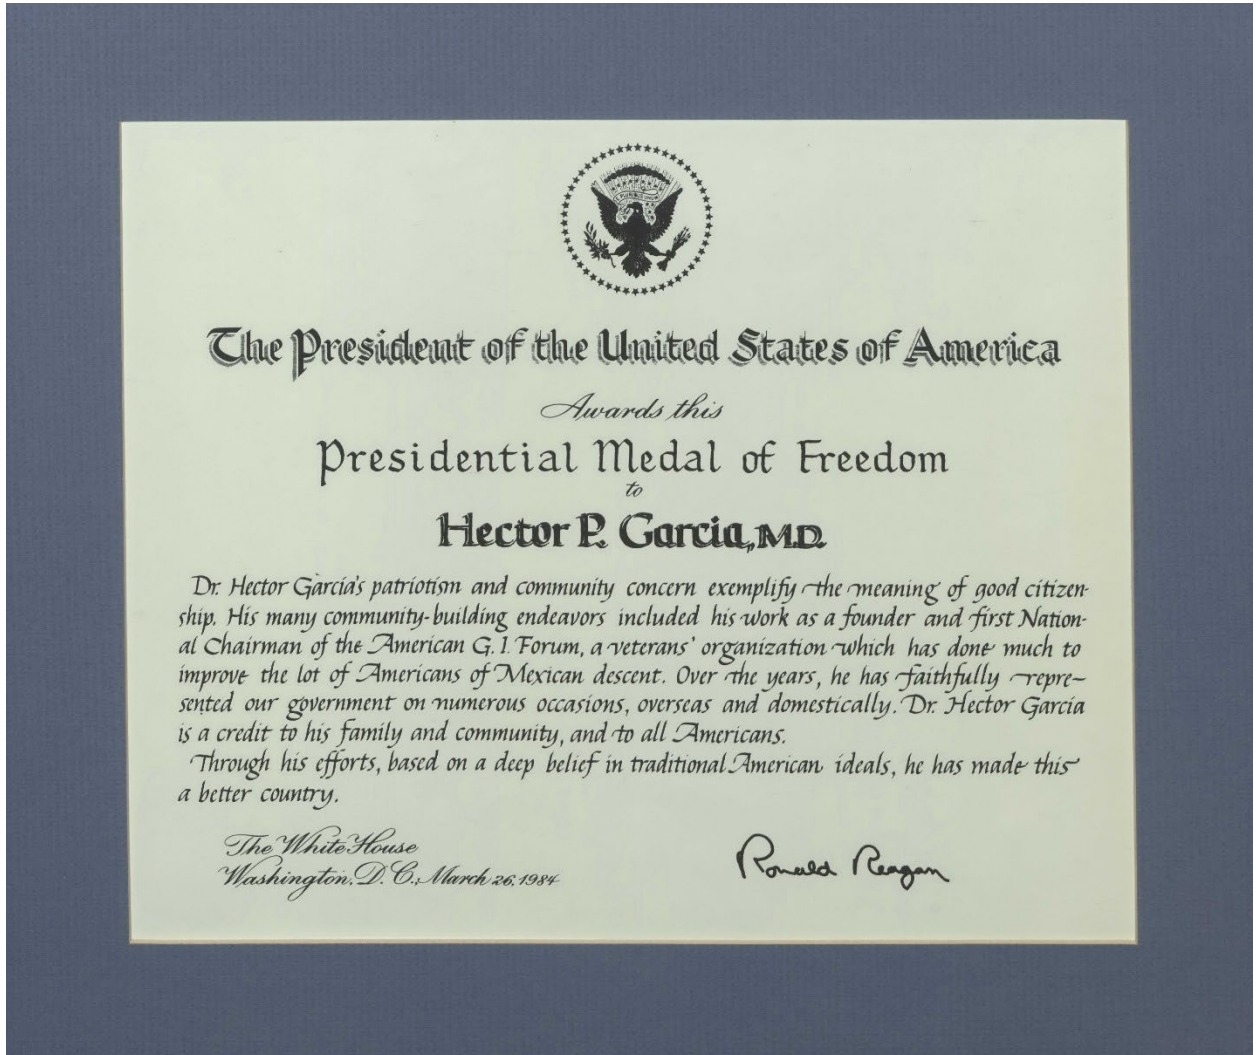 E PLURIBUS UNUM
The President of the United States of America
Awards this
Presidential Medal of Freedom
to
Hector P. Garcia, M.D.
Dr. Hector Garcia's patriotism and community concern exemplify the meaning of good citizen-
ship. His many community-building endeavors included his work as a founder and first Nation-
al Chairman of the American G. I. Forum, a veterans' organization which has done much to
improve the lot of Americans of Mexican descent. Over the years, he has faithfully repre-
sented our government on numerous occasions, overseas and domestically. Dr. Hector Garcia
is a credit to his family and community, and to all Americans.
Through his efforts, based on a deep belief in traditional American ideals, he has made this
a better country.
The White House
Washington, D. C., March 26, 1984
Ronald Reagan